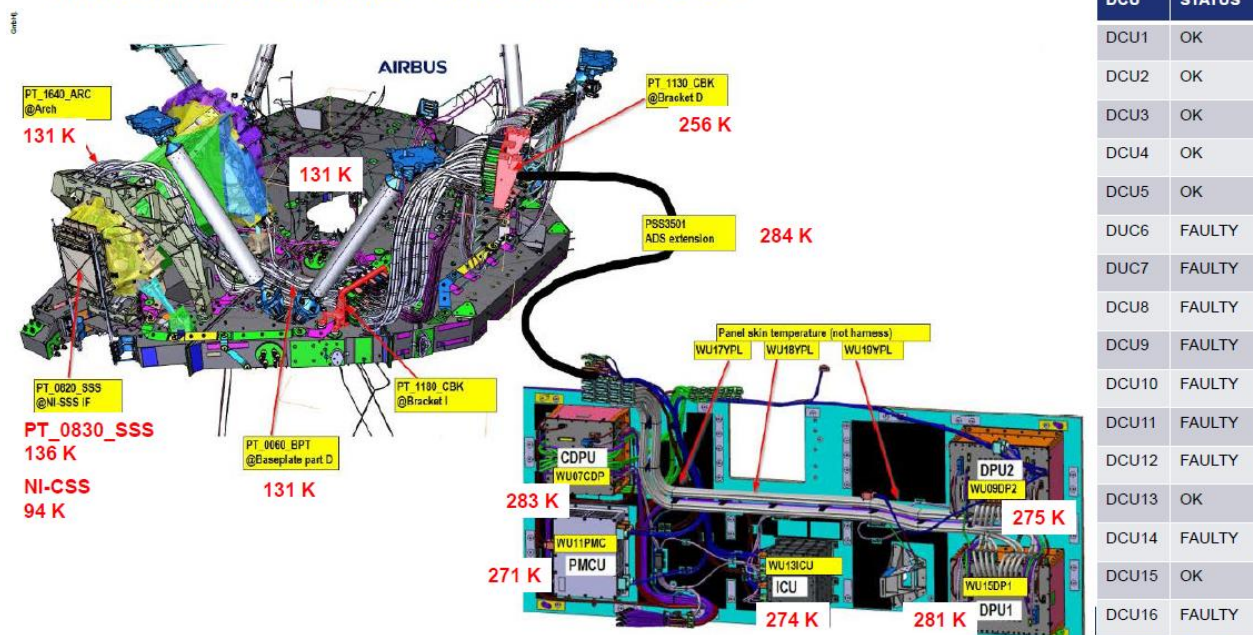 AIRBUS
PT_1640_ARC
@Arch
131 K
PT_1130_CBK
@Bracket D
256 K
131 K
PSS3501
ADS extension
284 K
PT_0820_SSS
@NI-SSS IF
PT_0830_SSS
136 K
NI-CSS
94 K
PT_0060_BPT
@Baseplate part D
131 K
PT_1180_CBK
@Bracket I
Panel skin temperature (not harness)
WU17YPL WU18YPL WU19YPL
CDPU
WU07CDP
283 K
WU11PMC
PMCU
271 K
WU13ICU
ICU
274 K
DPU2
WU09DP2
275 K
WU15DP1
DPU1
281 K
DCU STATUS
DCU1 OK
DCU2 OK
DCU3 OK
DCU4 OK
DCU5 OK
DUC6 FAULTY
DUC7 FAULTY
DCU8 FAULTY
DCU9 FAULTY
DCU10 FAULTY
DCU11 FAULTY
DCU12 FAULTY
DCU13 OK
DCU14 FAULTY
DCU15 OK
DCU16 FAULTY